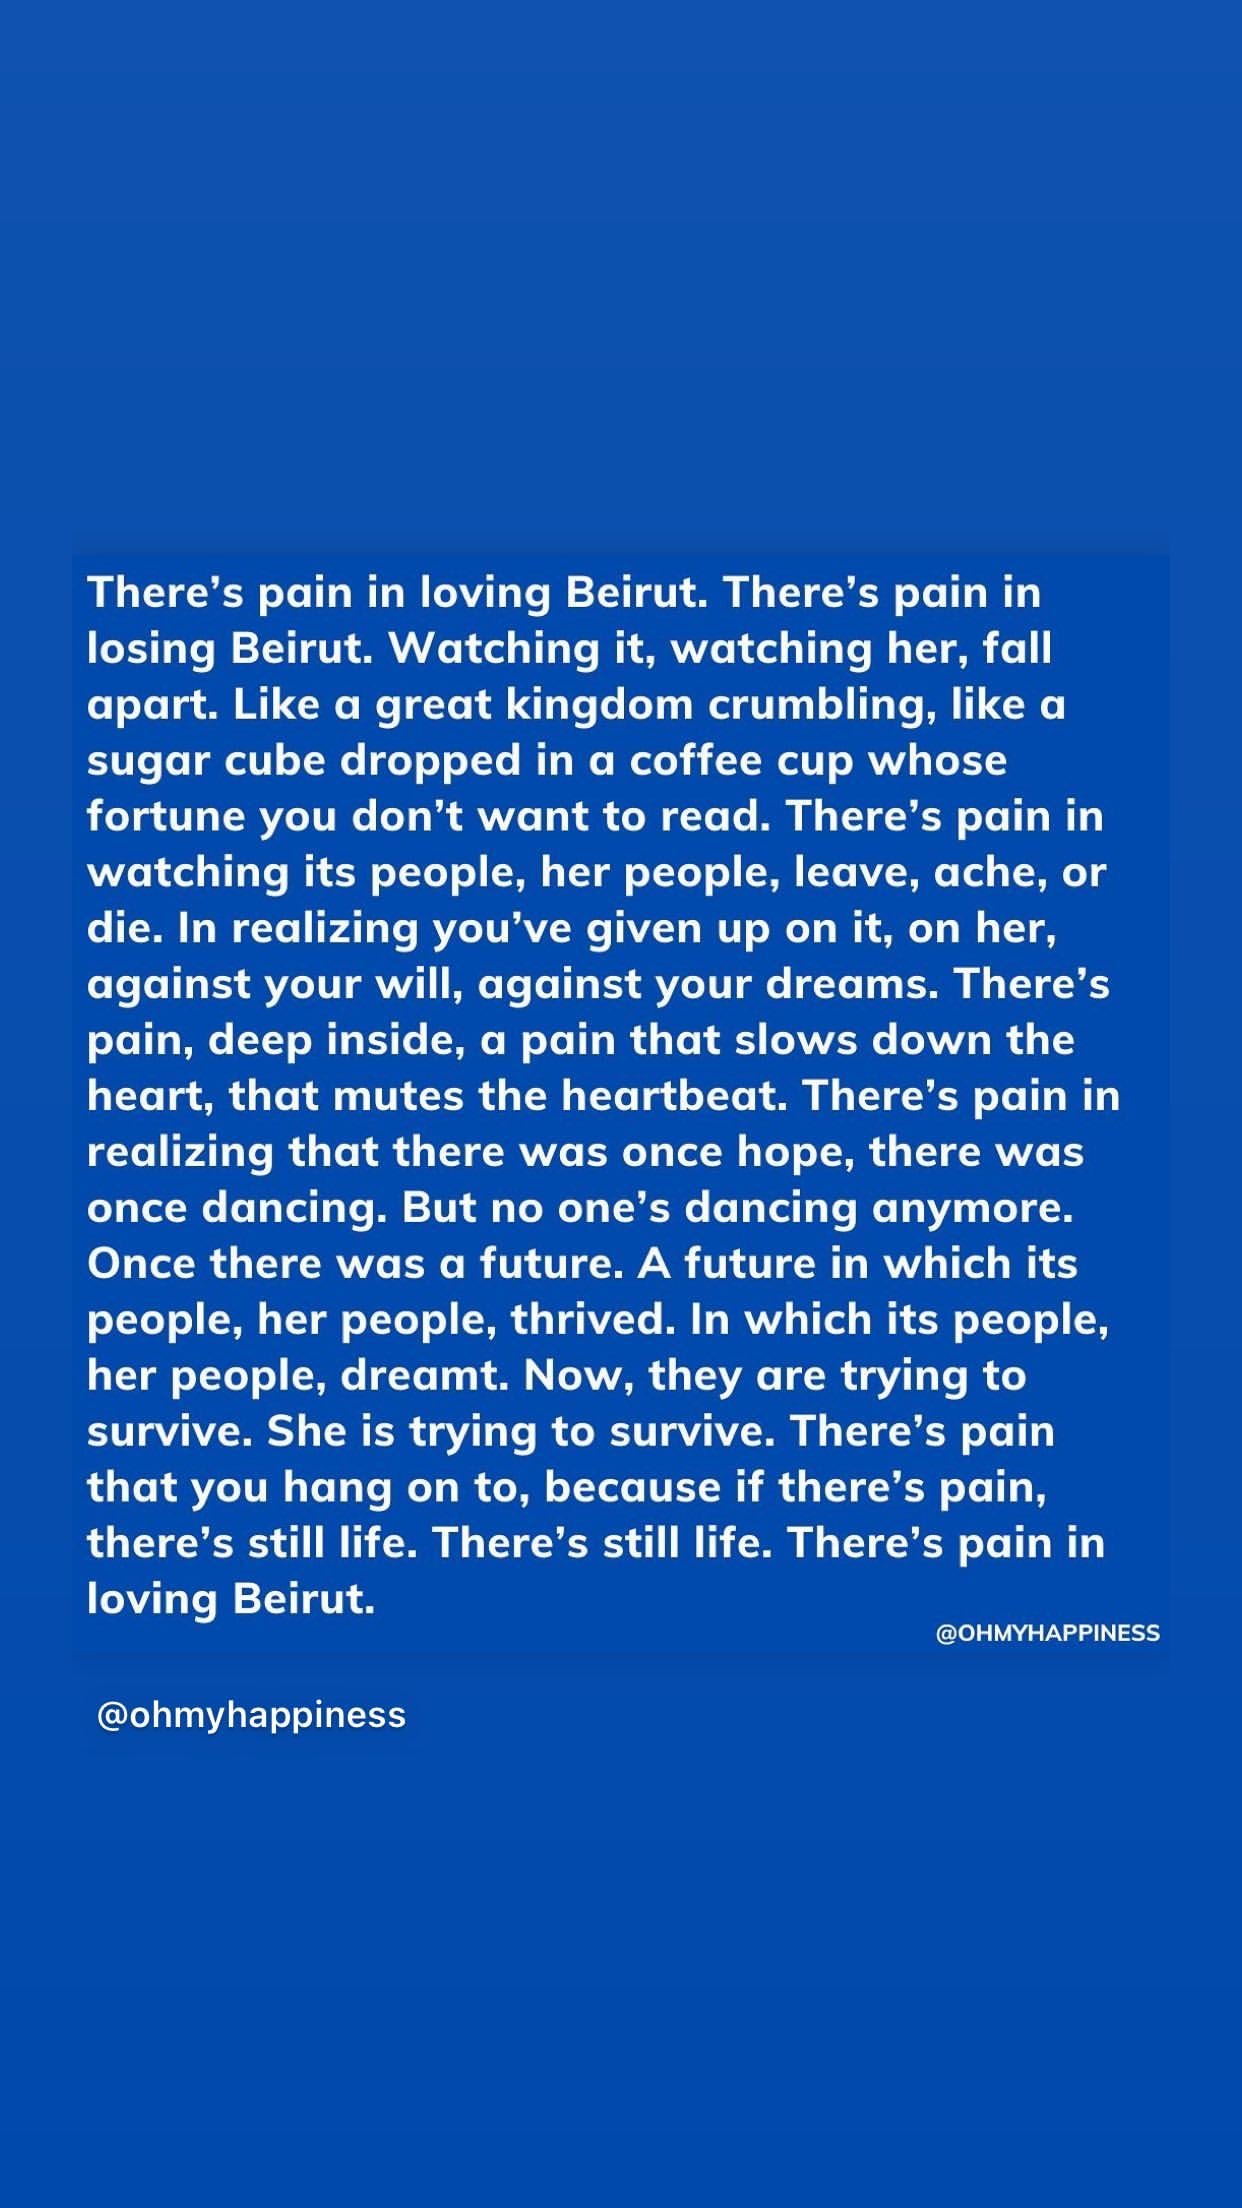 There’s pain in loving Beirut. There’s pain in
losing Beirut. Watching it, watching her, fall
apart. Like a great kingdom crumbling, like a
sugar cube dropped in a coffee cup whose
fortune you don’t want to read. There’s pain in
watching its people, her people, leave, ache, or
die. In realizing you’ve given up on it, on her,
against your will, against your dreams. There’s
pain, deep inside, a pain that slows down the
heart, that mutes the heartbeat. There’s pain in
realizing that there was once hope, there was
once dancing. But no one’s dancing anymore.
Once there was a future. A future in which its
people, her people, thrived. In which its people,
her people, dreamt. Now, they are trying to
survive. She is trying to survive. There’s pain
that you hang on to, because if there’s pain,
there’s still life. There’s still life. There’s pain in
loving Beirut.
@OHMYHAPPINESS
@ohmyhappiness